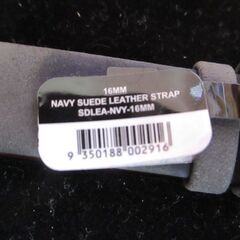 16MM
NAVY SUEDE LEATHER STRAP
SDLEA-NVY-16MM
9 350188 002916